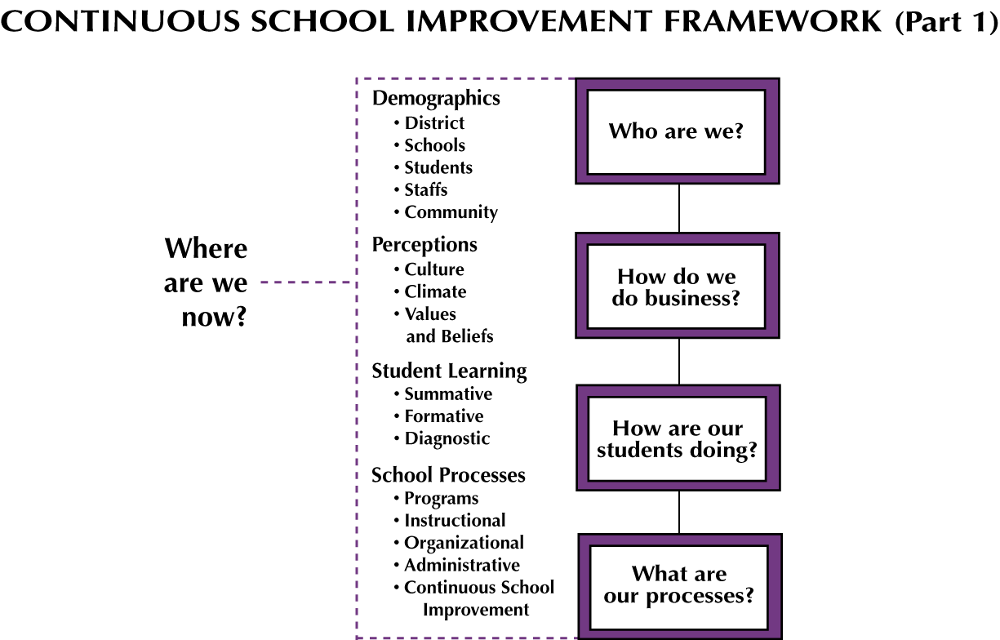 CONTINUOUS SCHOOL IMPROVEMENT FRAMEWORK (Part 1)
Where
are we
now?
Demographics
• District
• Schools
• Students
• Staffs
• Community
Perceptions
• Culture
• Climate
• Values
and Beliefs
Student Learning
• Summative
• Formative
• Diagnostic
School Processes
• Programs
• Instructional
• Organizational
• Administrative
• Continuous School
Improvement
Who are we?
How do we
do business?
How are our
students doing?
What are
our processes?